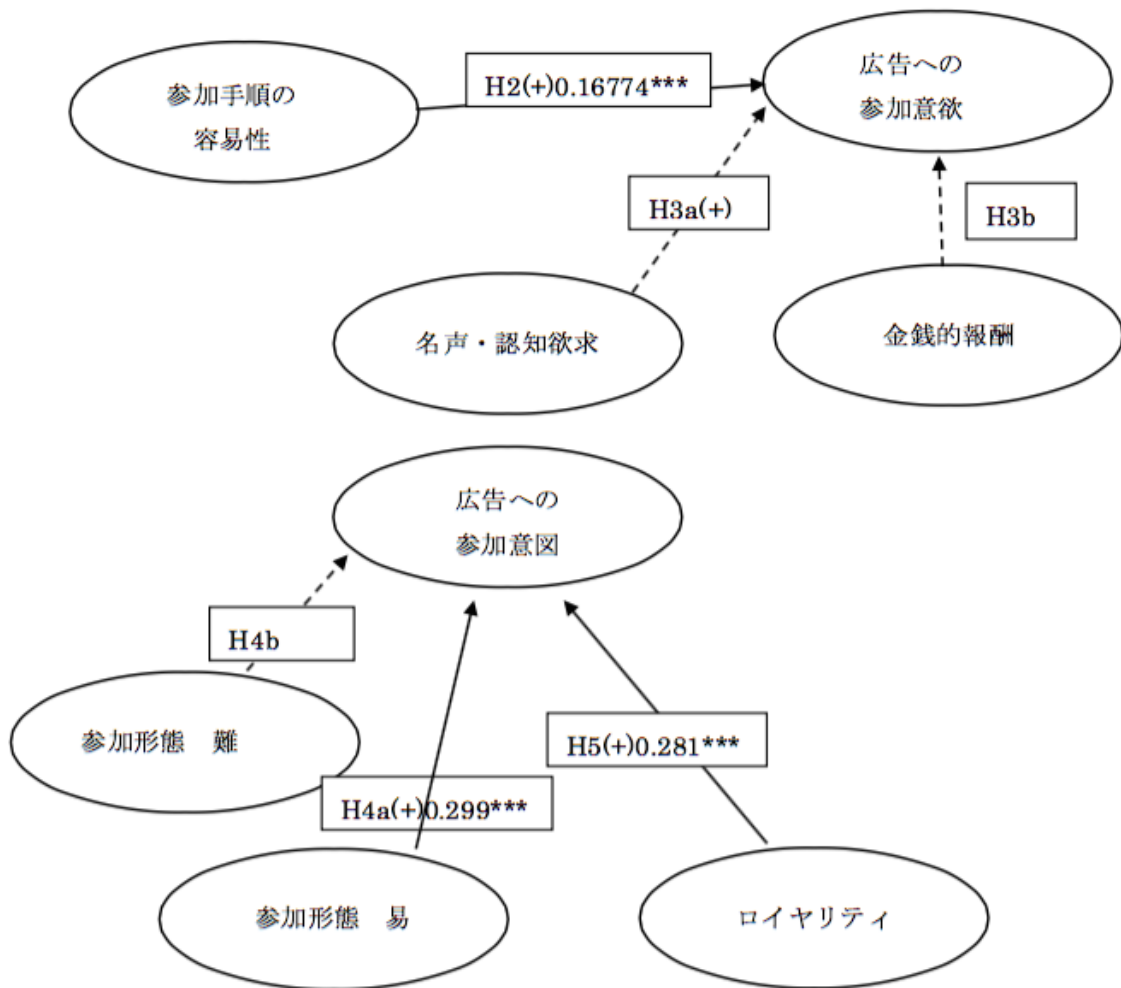 H2(+)0.16774***
参加手順の
容易性
広告への
参加意欲
H3a(+)
H3b
名声・認知欲求
金銭的報酬
広告への
参加意図
H4b
参加形態　難
H5(+)0.281***
H4a(+)0.299***
参加形態　易
ロイヤリティ